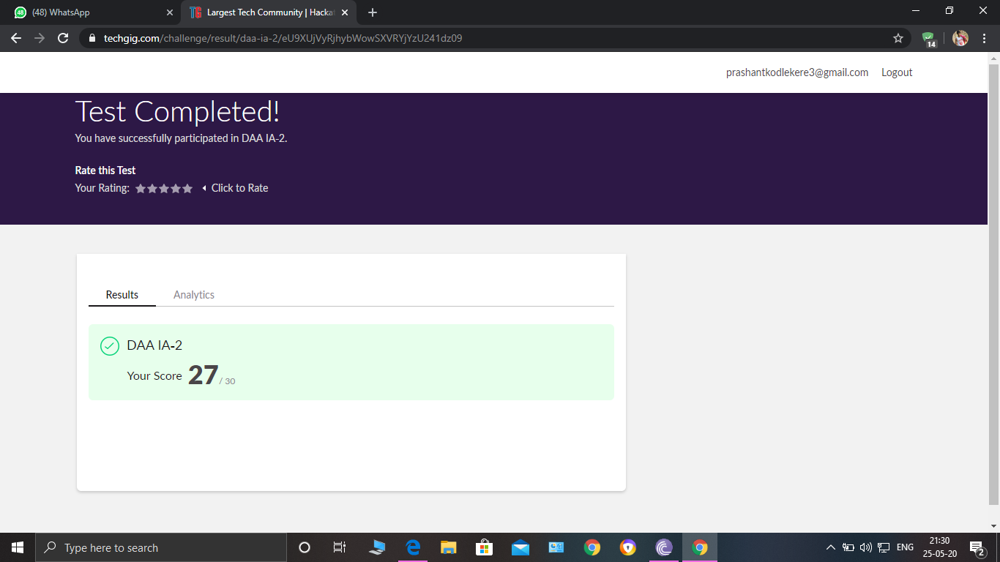 48 (48) WhatsApp
TG Largest Tech Community | Hacka
techgig.com/challenge/result/daa-ia-2/eU9XUjVyRjhybWowSXVRYjYzU241dz09
14
prashantkodlekere3@gmail.com Logout
Test Completed!
You have successfully participated in DAA IA-2.
Rate this Test
Your Rating: Click to Rate
Results Analytics
DAA IA-2
Your Score 27 / 30
Type here to search
ENG
21:30
25-05-20
2